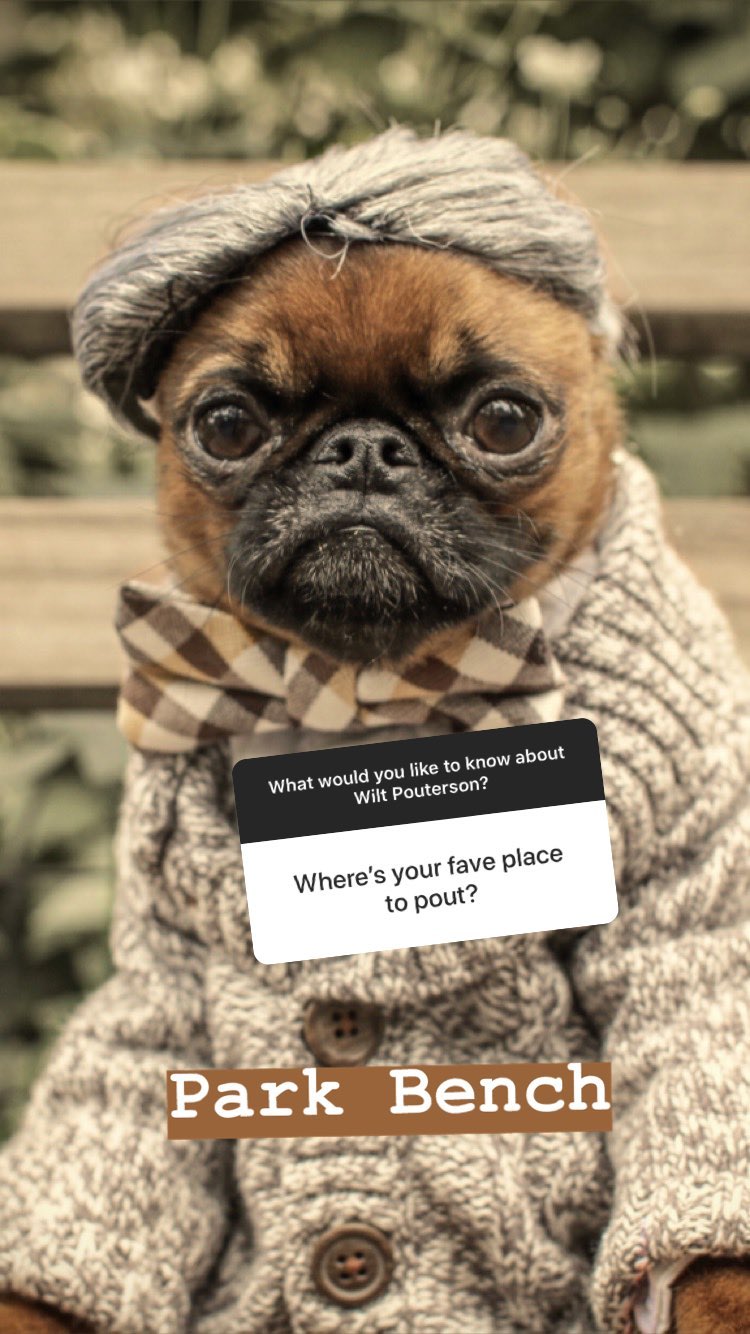 What would you like to know about
Wilt Pouterson?
Where's your fave place
to pout?
Park Bench